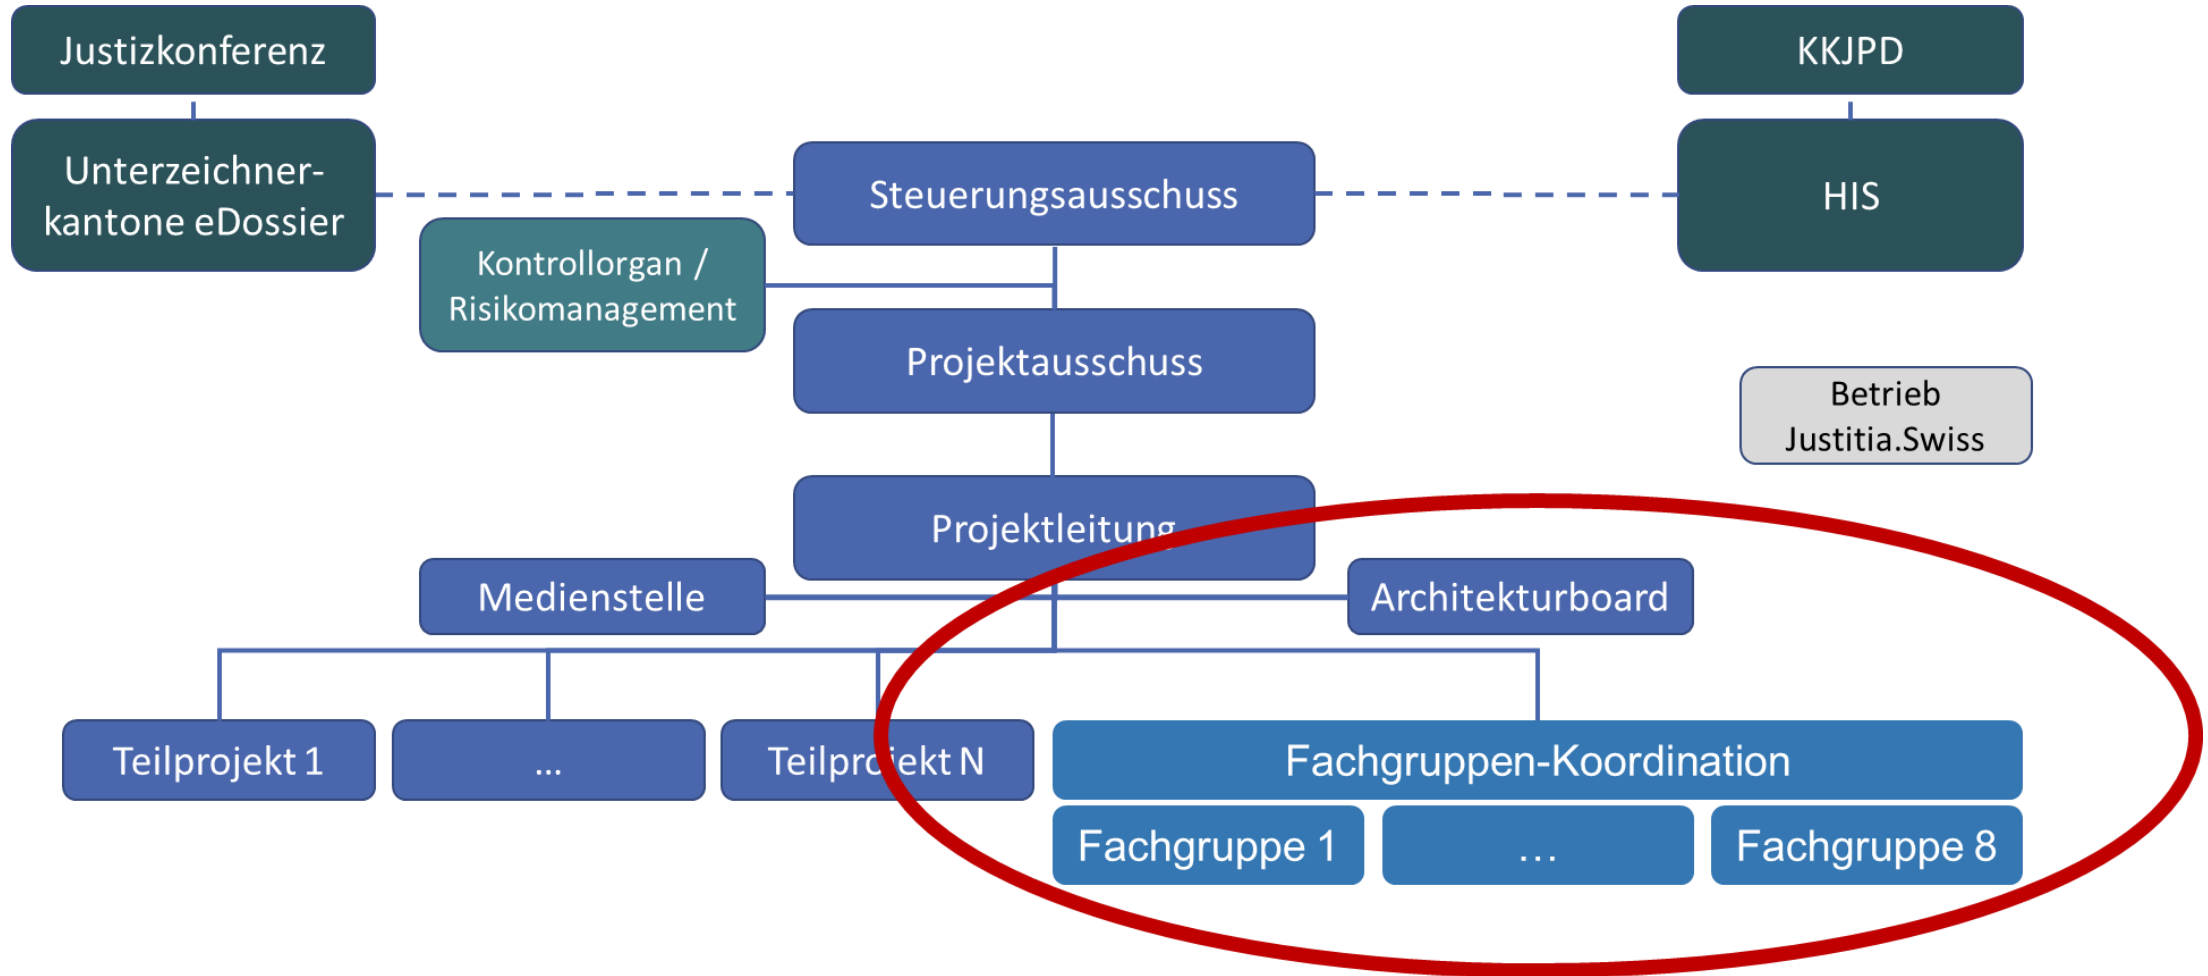 Justizkonferenz
KKJPD
Unterzeichner-
kantone eDossier
Steuerungsausschuss
HIS
Kontrollorgan /
Risikomanagement
Projektausschuss
Betrieb
Justitia.Swiss
Projektleitung
Medienstelle
Architekturboard
Teilprojekt 1
...
Teilprojekt N
Fachgruppen-Koordination
Fachgruppe 1
...
Fachgruppe 8